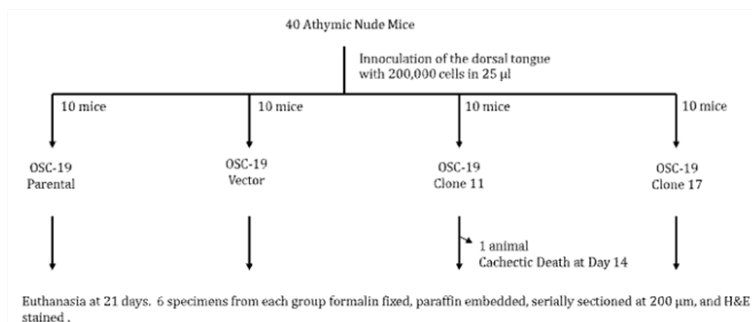 40 Athymic Nude Mice
Innoculation of the dorsal tongue
with 200,000 cells in 25 µl
10 mice
10 mice
10 mice
10 mice
OSC-19
Parental
OSC-19
Vector
OSC-19
Clone 11
OSC-19
Clone 17
1 animal
Cachectic Death at Day 14
Euthanasia at 21 days. 6 specimens from each group formalin fixed, paraffin embedded, serially sectioned at 200 µm, and H&E
stained .